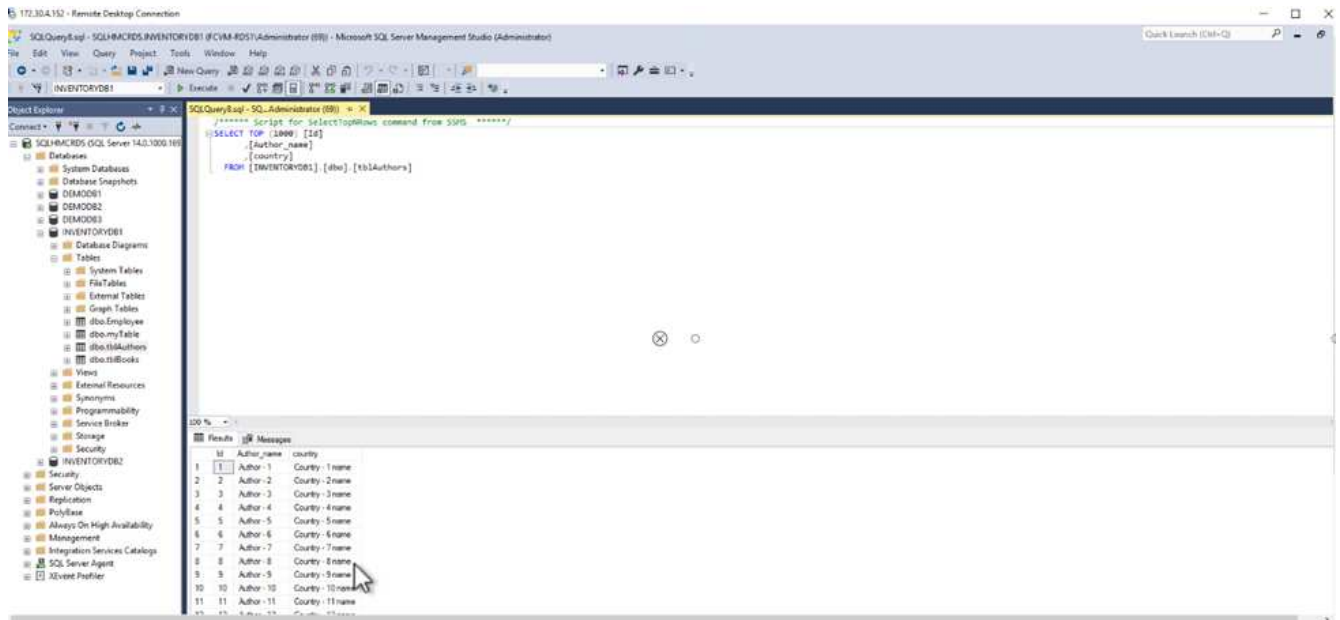 172.30.4.152 - Remote Desktop Connection
SQLQuery8.sql - SQLHMCRDS.INVENTORYDB1 (FCVM-RDS1\Administrator (69)) - Microsoft SQL Server Management Studio (Administrator)
Quick Launch (Ctrl+Q)
File Edit View Query Project Tools Window Help
New Query
INVENTORYDB1
Execute
Object Explorer
SQLQuery8.sql - SQ...Administrator (69))
Connect
SQLHMCRDS (SQL Server 14.0.1000.169
Databases
System Databases
Database Snapshots
DEMODB1
DEMODB2
DEMODB3
INVENTORYDB1
Database Diagrams
Tables
System Tables
FileTables
External Tables
Graph Tables
dbo.Employee
dbo.myTable
dbo.tblAuthors
dbo.tblBooks
Views
External Resources
Synonyms
Programmability
Service Broker
Storage
Security
INVENTORYDB2
Security
Server Objects
Replication
PolyBase
Always On High Availability
Management
Integration Services Catalogs
SQL Server Agent
XEvent Profiler
/****** Script for SelectTopNRows command from SSMS ******/
SELECT TOP (1000) [Id]
,[Author_name]
,[country]
FROM [INVENTORYDB1].[dbo].[tblAuthors]
100 %
Results Messages
Id Author_name country
1 1 Author - 1 Country - 1 name
2 2 Author - 2 Country - 2 name
3 3 Author - 3 Country - 3 name
4 4 Author - 4 Country - 4 name
5 5 Author - 5 Country - 5 name
6 6 Author - 6 Country - 6 name
7 7 Author - 7 Country - 7 name
8 8 Author - 8 Country - 8 name
9 9 Author - 9 Country - 9 name
10 10 Author - 10 Country - 10 name
11 11 Author - 11 Country - 11 name